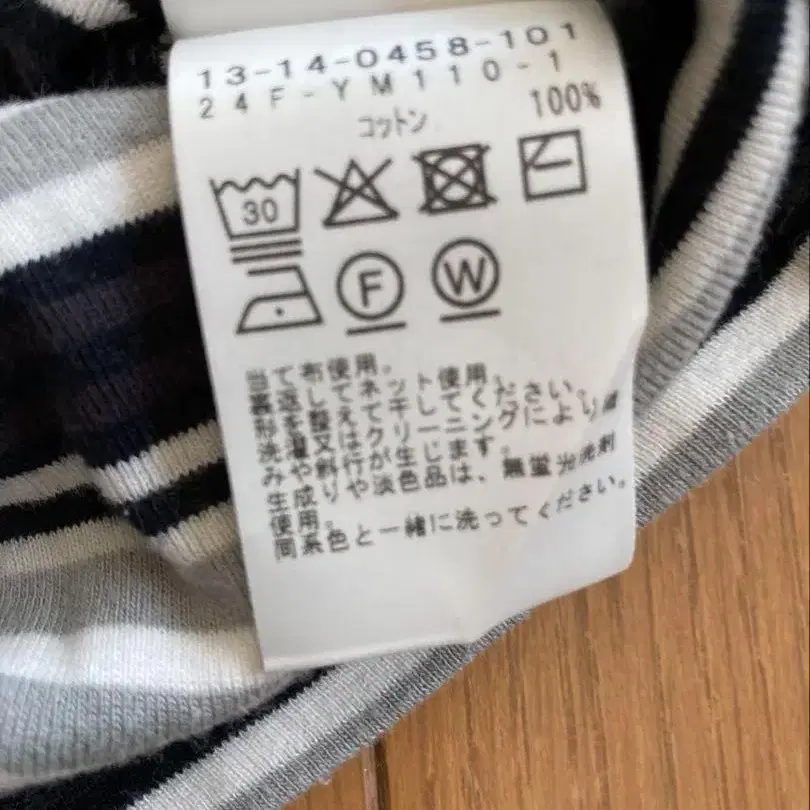 13-14-0458-101
24F-YM110-1
コットン 100%
30
F W
当て布使用。
裏返してネット使用。
形を整えて干してください。
洗濯又はクリーニングにより縮
みや斜行が生じます。
生成りや淡色品は、無蛍光洗剤
使用。
同系色と一緒に洗ってください。